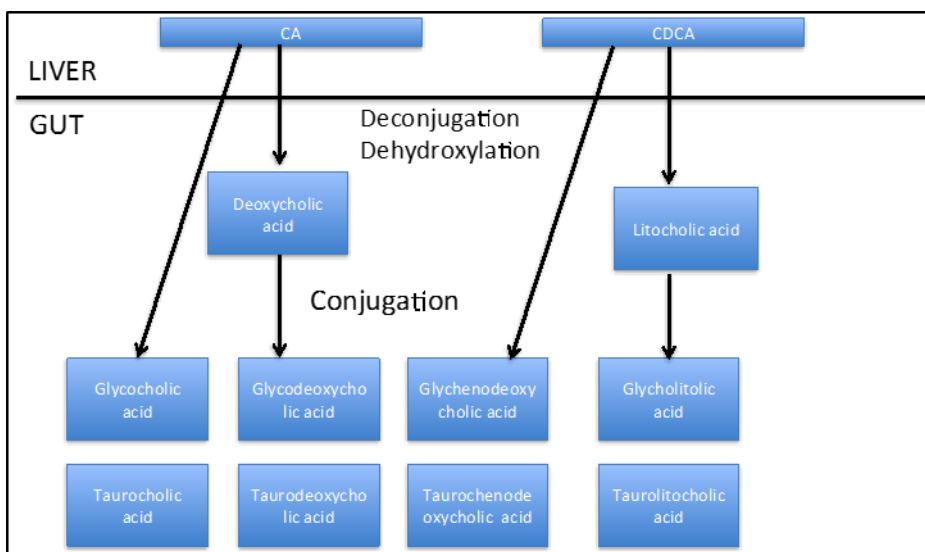 CA
CDCA
LIVER
GUT
Deconjugation
Dehydroxylation
Deoxycholic
acid
Litocholic acid
Conjugation
Glycocholic
acid
Glycodeoxycho
lic acid
Glychenodeoxy
cholic acid
Glycholitolic
acid
Taurocholic
acid
Taurodeoxycho
lic acid
Taurochenode
oxycholic acid
Taurolitocholic
acid